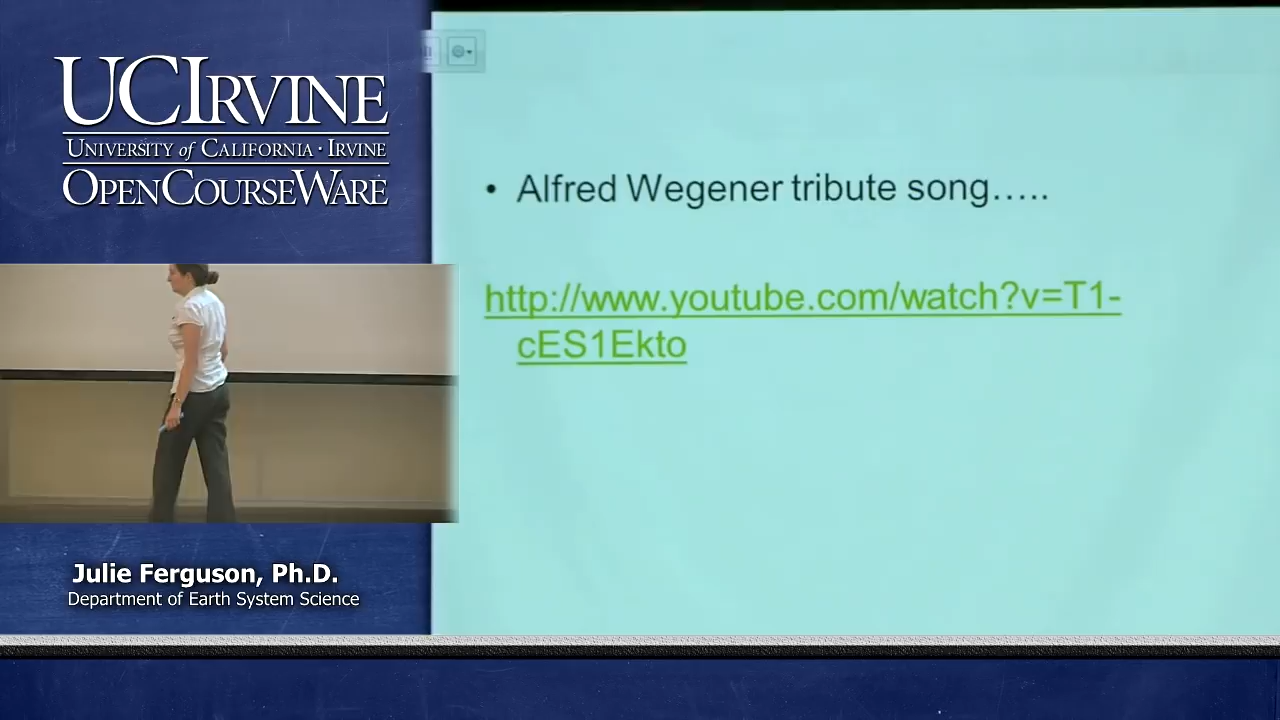 UCIRVINE
UNIVERSITY of CALIFORNIA · IRVINE
OPENCOURSEWARE
• Alfred Wegener tribute song.....
http://www.youtube.com/watch?v=T1-
cES1Ekto
Julie Ferguson, Ph.D.
Department of Earth System Science